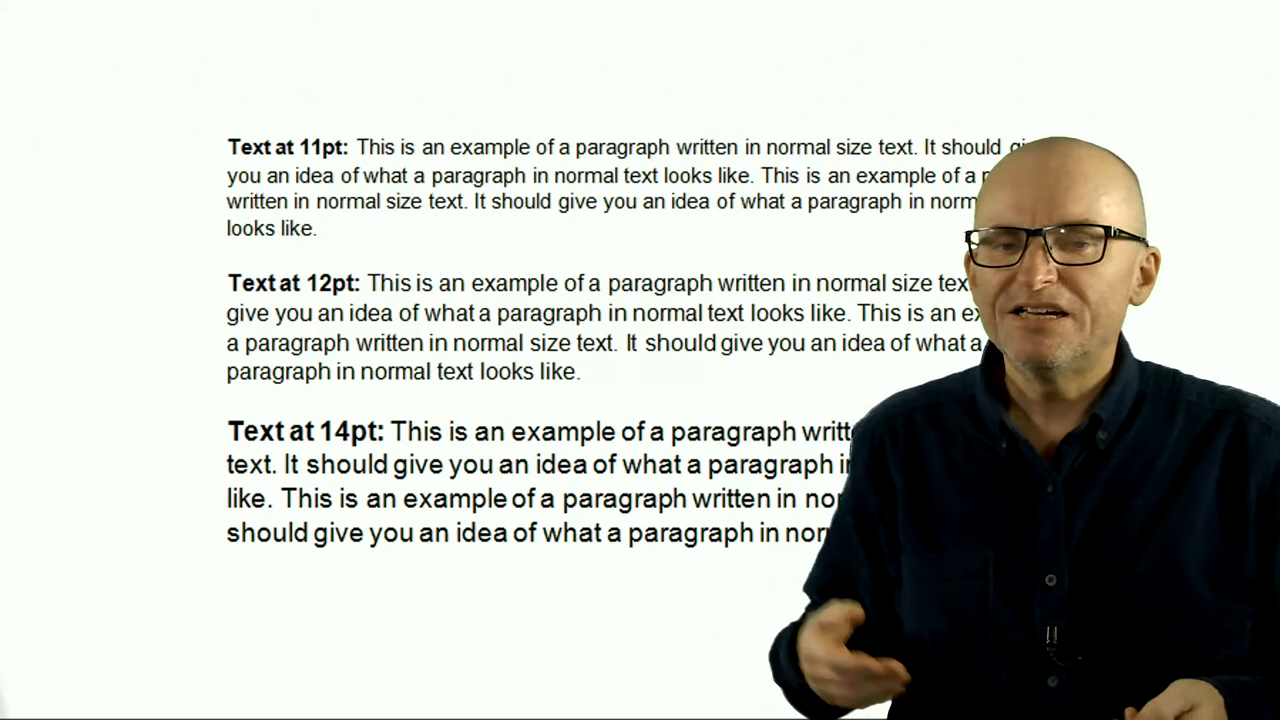 Text at 11pt: This is an example of a paragraph written in normal size text. It should
you an idea of what a paragraph in normal text looks like. This is an example of a
written in normal size text. It should give you an idea of what a paragraph in
looks like.
Text at 12pt: This is an example of a paragraph written in normal size
give you an idea of what a paragraph in normal text looks like. This is an
a paragraph written in normal size text. It should give you an idea of what a
paragraph in normal text looks like.
Text at 14pt: This is an example of a paragraph
text. It should give you an idea of what a paragraph
like. This is an example of a paragraph written in
should give you an idea of what a paragraph in